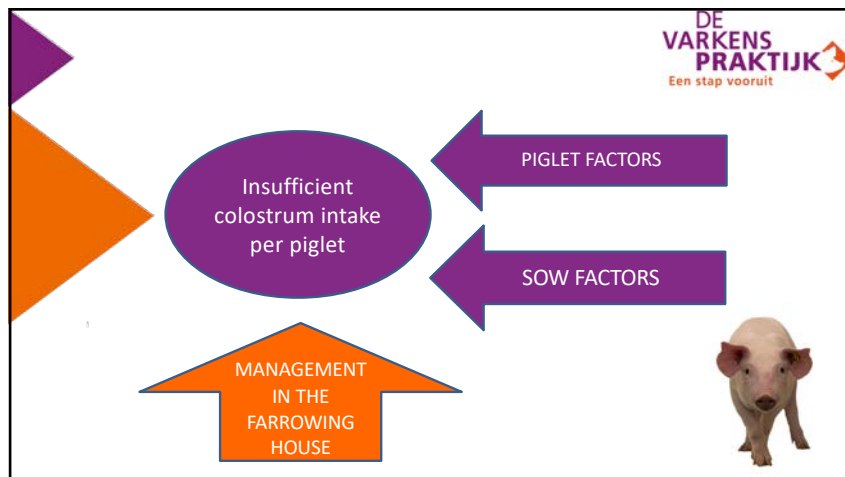 DE
VARKENS
PRAKTIJK
Een stap vooruit
Insufficient
colostrum intake
per piglet
PIGLET FACTORS
SOW FACTORS
MANAGEMENT
IN THE
FARROWING
HOUSE